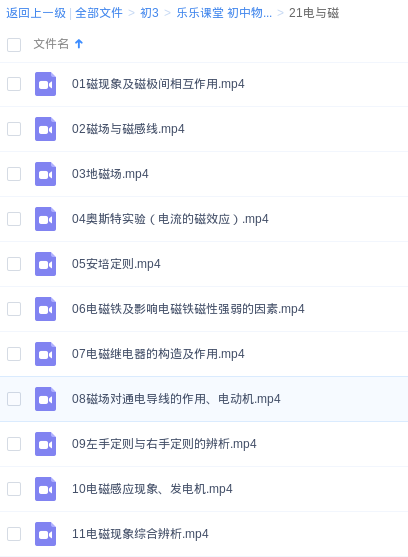 返回上一级 | 全部文件 > 初3 > 乐乐课堂 初中物... > 21电与磁
文件名
01磁现象及磁极间相互作用.mp4
02磁场与磁感线.mp4
03地磁场.mp4
04奥斯特实验（电流的磁效应）.mp4
05安培定则.mp4
06电磁铁及影响电磁铁磁性强弱的因素.mp4
07电磁继电器的构造及作用.mp4
08磁场对通电导线的作用、电动机.mp4
09左手定则与右手定则的辨析.mp4
10电磁感应现象、发电机.mp4
11电磁现象综合辨析.mp4